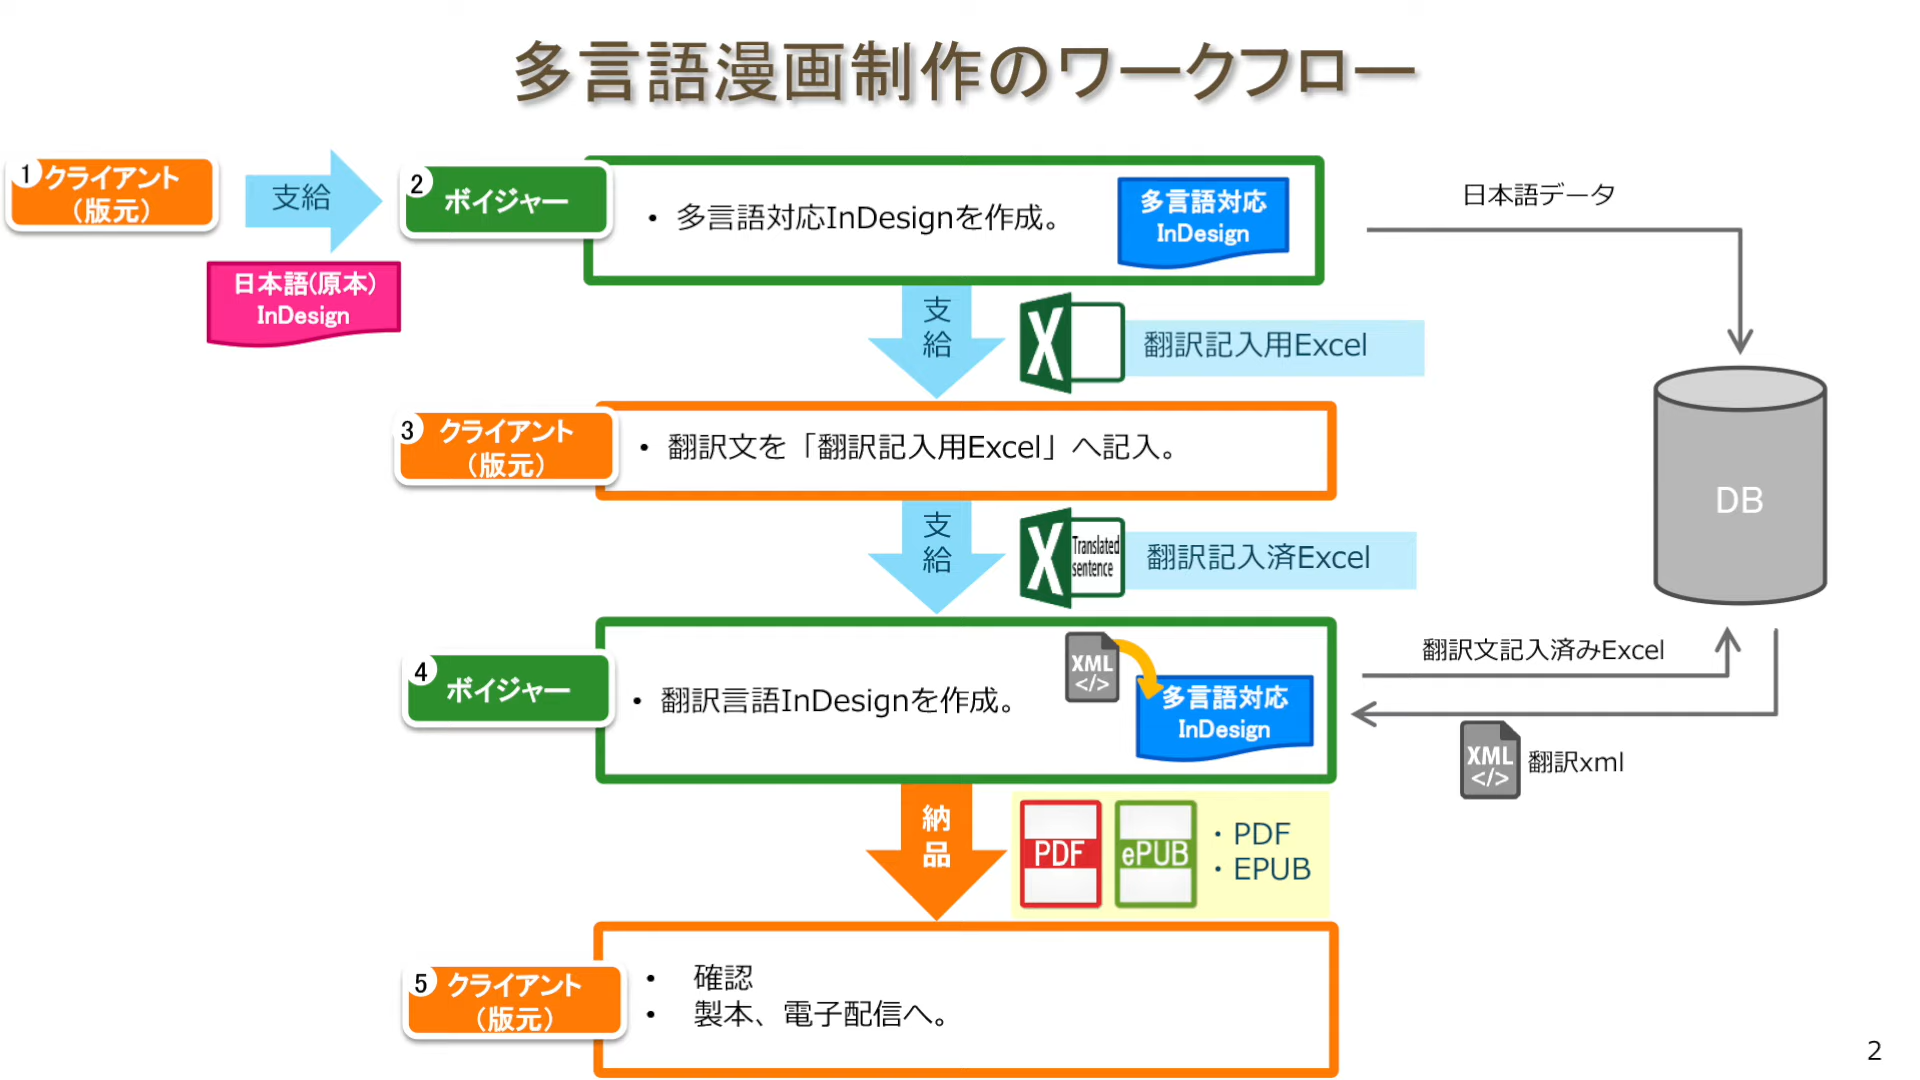 多言語漫画制作のワークフロー
1 クライアント
（版元）
支給
日本語(原本)
InDesign
2 ボイジャー
• 多言語対応InDesignを作成。
多言語対応
InDesign
日本語データ
支
給
翻訳記入用Excel
3 クライアント
（版元）
• 翻訳文を「翻訳記入用Excel」へ記入。
DB
支
給
Translated
sentence
翻訳記入済Excel
4 ボイジャー
• 翻訳言語InDesignを作成。
XML
</>
多言語対応
InDesign
翻訳文記入済みExcel
XML
</>
翻訳xml
納
品
PDF
ePUB
・PDF
・EPUB
5 クライアント
（版元）
• 確認
• 製本、電子配信へ。
2